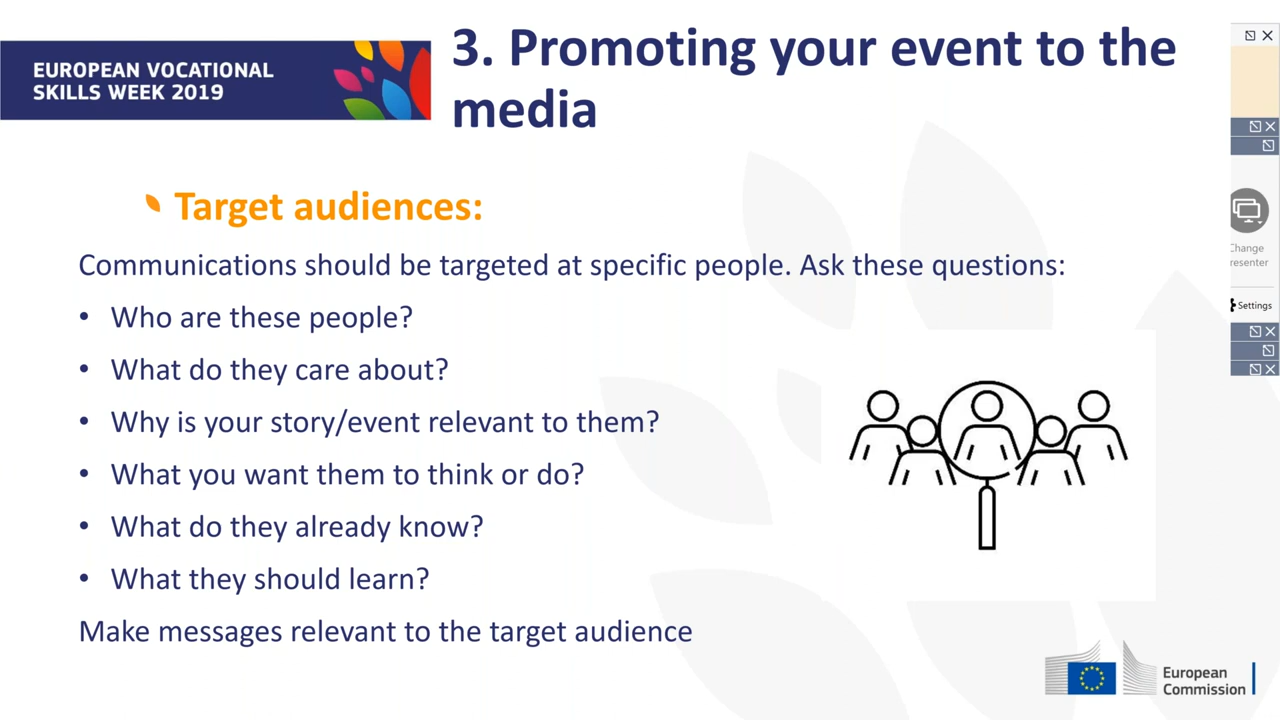 EUROPEAN VOCATIONAL
SKILLS WEEK 2019
3. Promoting your event to the
media
Target audiences:
Communications should be targeted at specific people. Ask these questions:
• Who are these people?
• What do they care about?
• Why is your story/event relevant to them?
• What you want them to think or do?
• What do they already know?
• What they should learn?
Make messages relevant to the target audience
Change
resenter
Settings
European
Commission